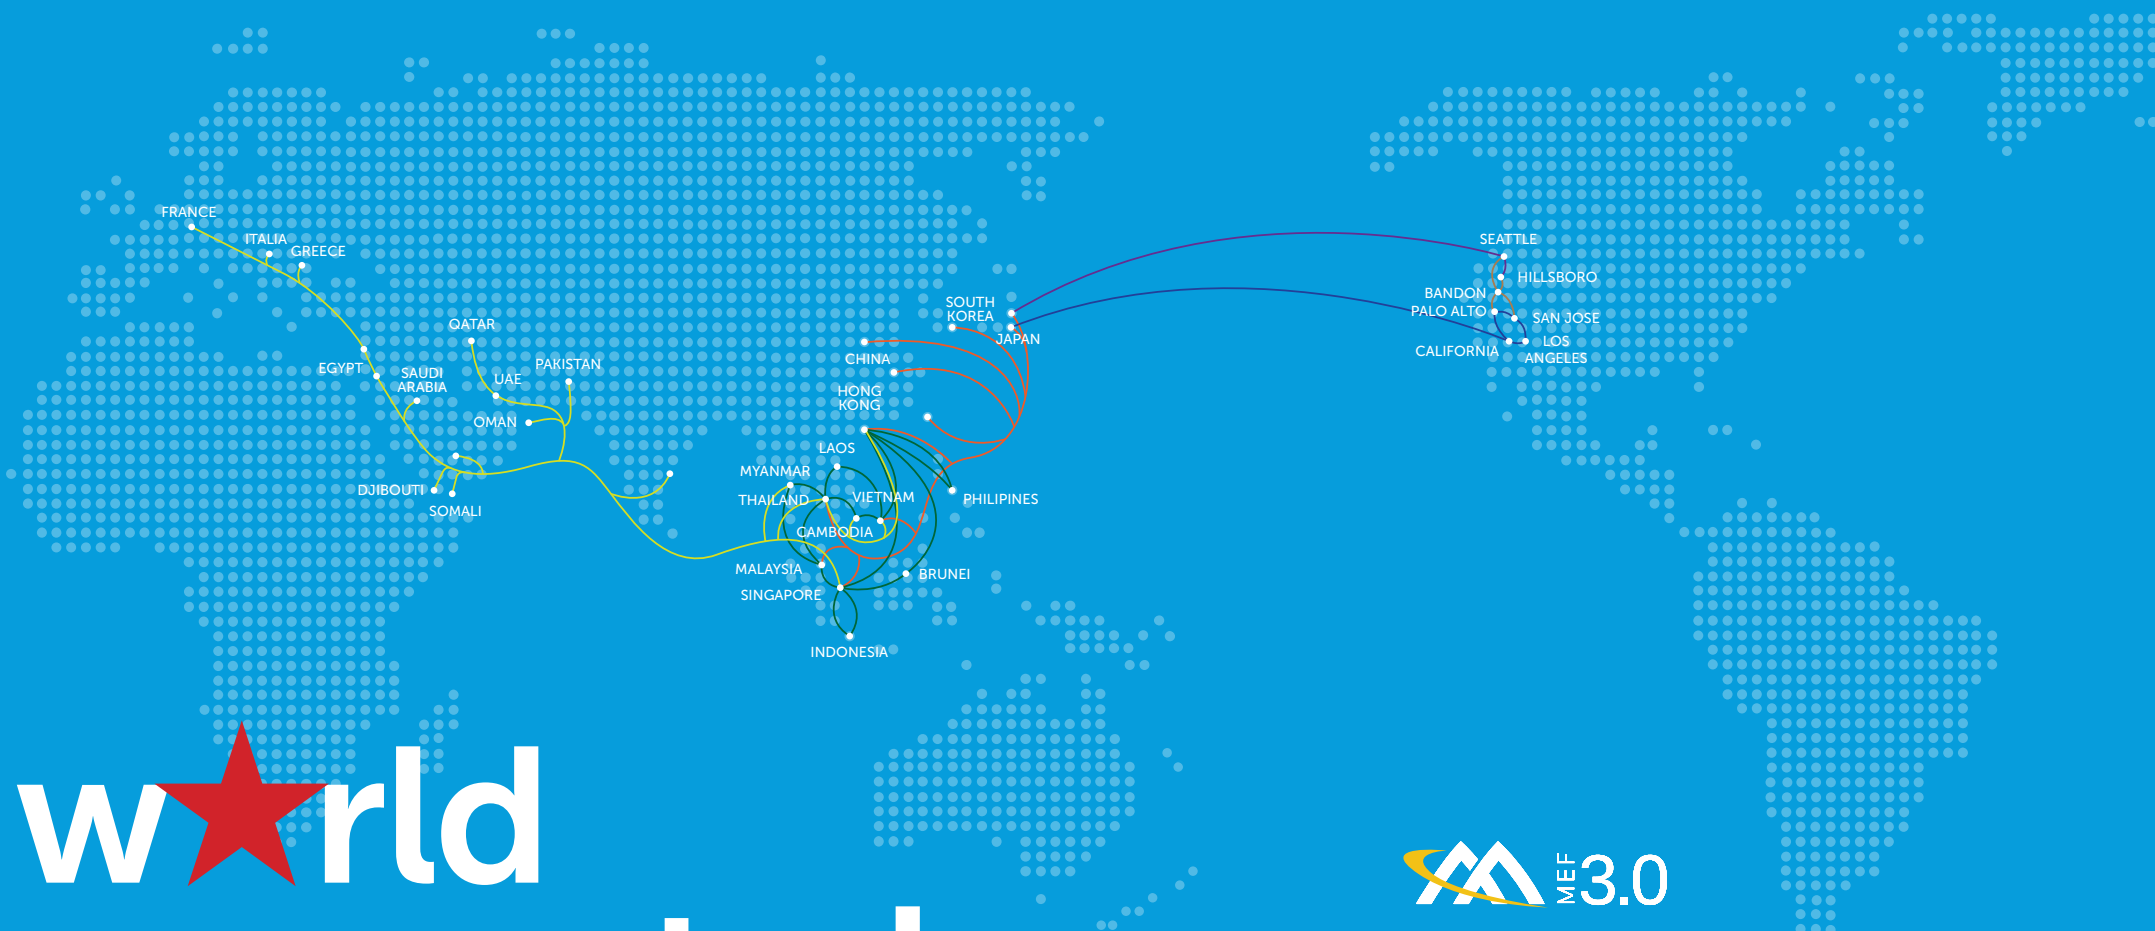 FRANCE
ITALIA
GREECE
EGYPT
SAUDI
ARABIA
QATAR
UAE
PAKISTAN
OMAN
DJIBOUTI
SOMALI
SOUTH
KOREA
JAPAN
CHINA
HONG
KONG
LAOS
MYANMAR
THAILAND
VIETNAM
CAMBODIA
PHILIPINES
MALAYSIA
SINGAPORE
BRUNEI
INDONESIA
SEATTLE
HILLSBORO
BANDON
PALO ALTO
SAN JOSE
CALIFORNIA
LOS
ANGELES
w★rld
MEF 3.0